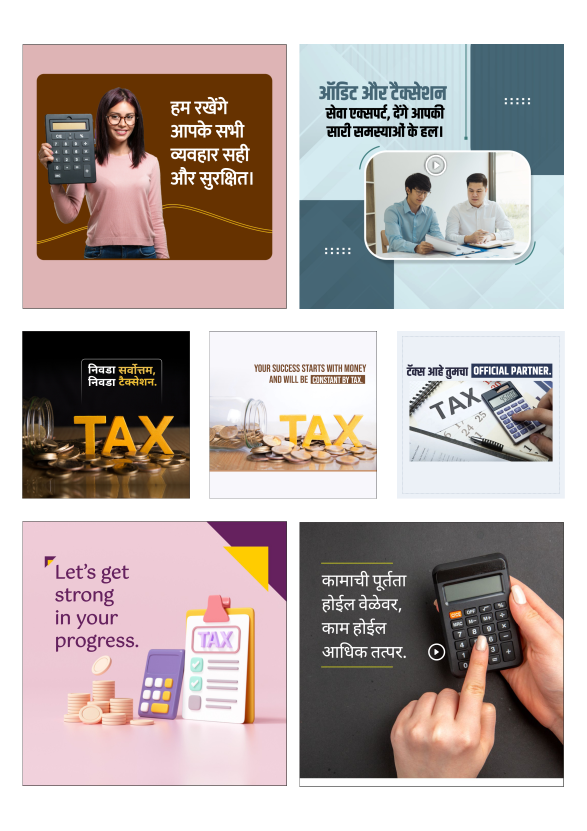 हम रखेंगे
आपके सभी
व्यवहार सही
और सुरक्षित।
ऑडिट और टैक्सेशन
सेवा एक्सपर्ट, देंगे आपकी
सारी समस्याओं के हल।
निवडा सर्वोत्तम,
निवडा टैक्सेशन.
TAX
YOUR SUCCESS STARTS WITH MONEY
AND WILL BE CONSTANT BY TAX.
TAX
टॅक्स आहे तुमचा OFFICIAL PARTNER.
TAX
24 25
Let's get
strong
in your
progress.
TAX
कामाची पूर्तता
होईल वेळेवर,
काम होईल
आधिक तत्पर.